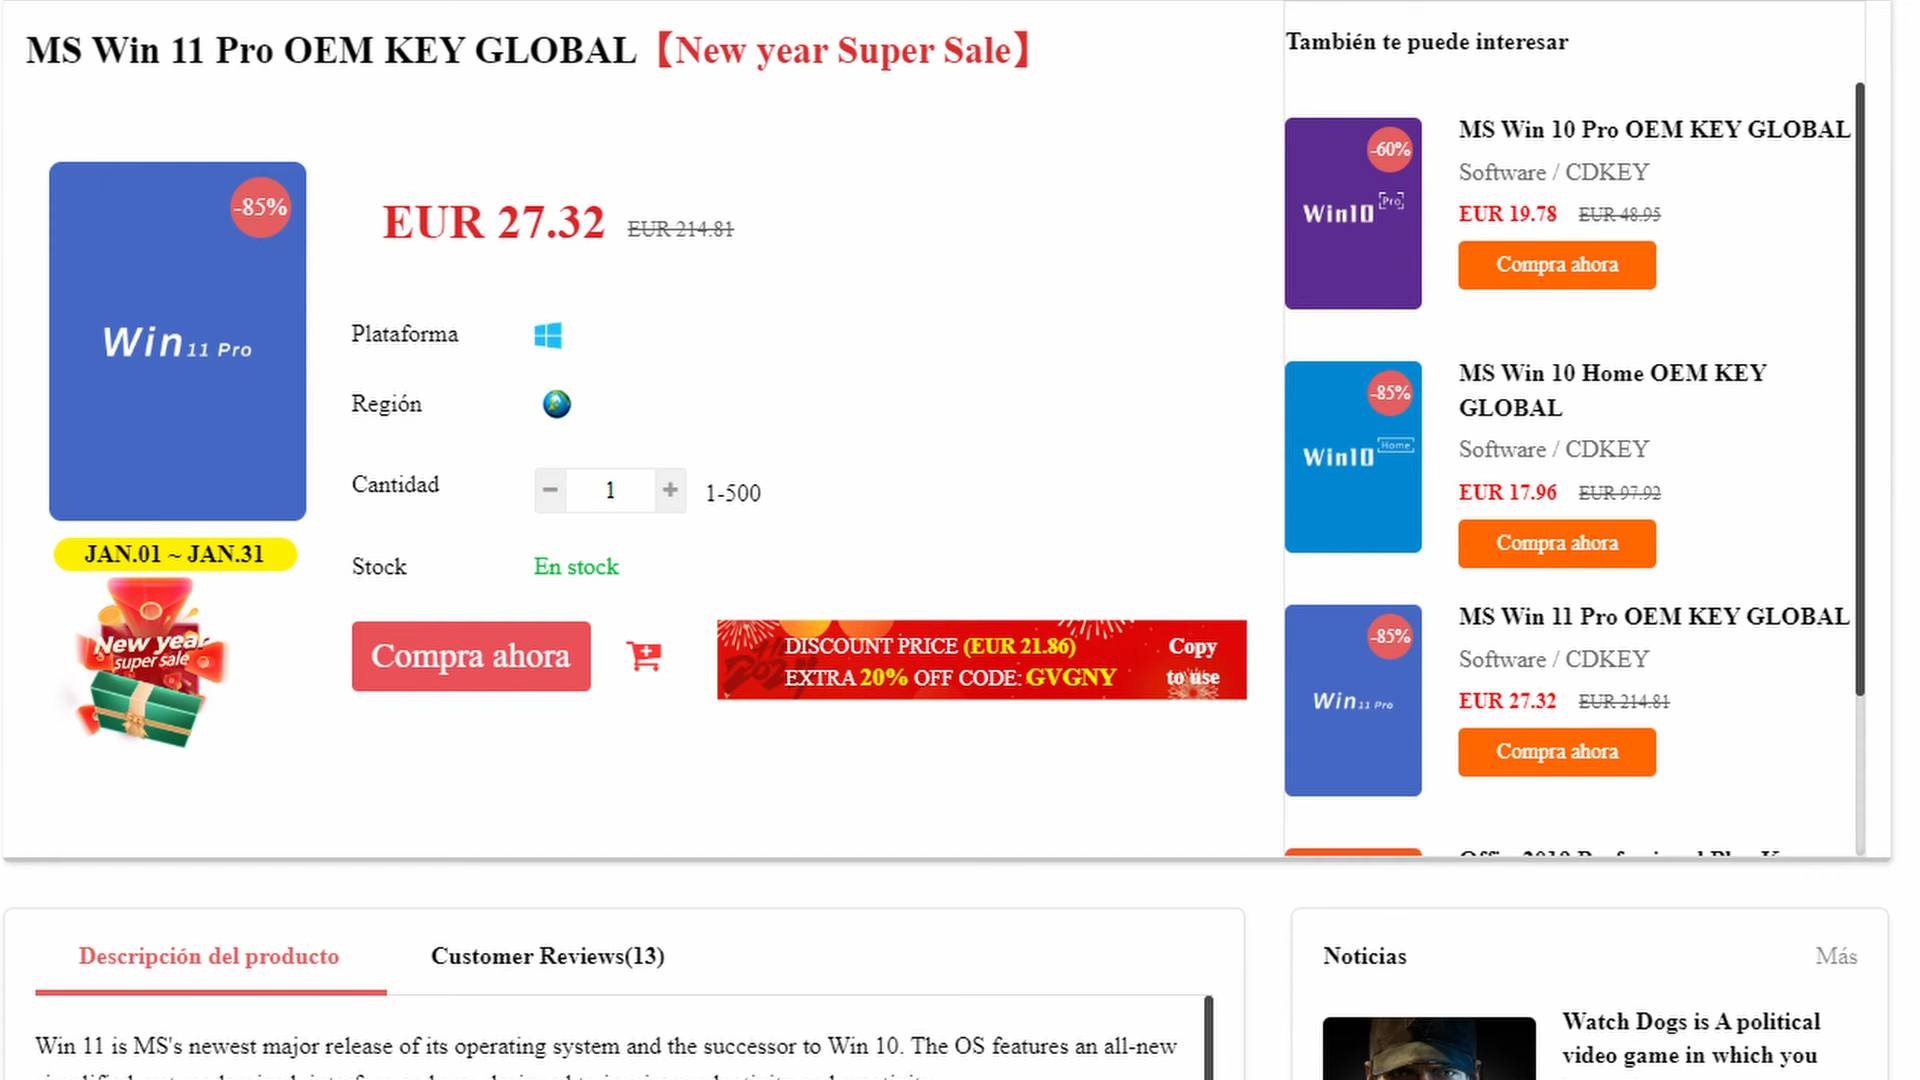 MS Win 11 Pro OEM KEY GLOBAL【New year Super Sale】
-85%
Win 11 Pro
JAN.01 ~ JAN.31
New year
super sale
EUR 27.32 EUR 214.81
Plataforma
Región
Cantidad
− 1 + 1-500
Stock
En stock
Compra ahora
DISCOUNT PRICE (EUR 21.86)
EXTRA 20% OFF CODE: GVGNY
Copy
to use
También te puede interesar
-60%
Win10 Pro
MS Win 10 Pro OEM KEY GLOBAL
Software / CDKEY
EUR 19.78 EUR 48.95
Compra ahora
-85%
Win10 Home
MS Win 10 Home OEM KEY
GLOBAL
Software / CDKEY
EUR 17.96 EUR 97.92
Compra ahora
-85%
Win 11 Pro
MS Win 11 Pro OEM KEY GLOBAL
Software / CDKEY
EUR 27.32 EUR 214.81
Compra ahora
Descripción del producto
Customer Reviews(13)
Win 11 is MS's newest major release of its operating system and the successor to Win 10. The OS features an all-new
Noticias
Más
Watch Dogs is A political
video game in which you